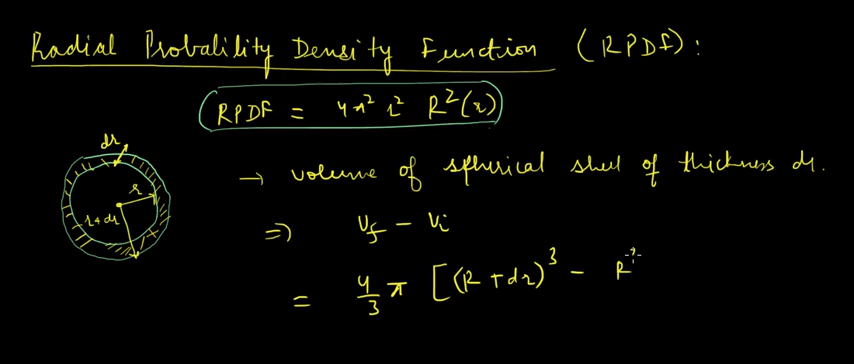 Radial Probability Density Function (RPDF):
RPDF = 4π² r² R²(r)
dr
→ volume of spherical shell of thickness dr.
r
r+dr
⇒ Vf - Vi
= 4/3 π [(R + dr)³ - R